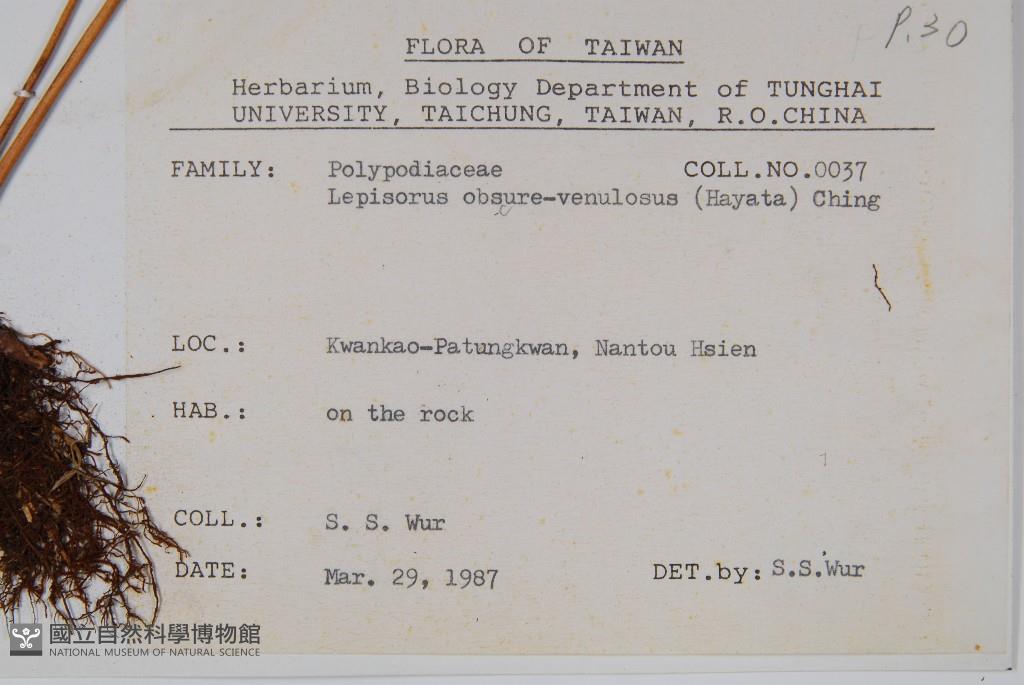 P.30
FLORA OF TAIWAN
Herbarium, Biology Department of TUNGHAI
UNIVERSITY, TAICHUNG, TAIWAN, R.O.CHINA
FAMILY: Polypodiaceae COLL.NO.0037
Lepisorus obsure-venulosus (Hayata) Ching
c
LOC.: Kwankao-Patungkwan, Nantou Hsien
HAB.: on the rock
COLL.: S. S. Wur
DATE: Mar. 29, 1987 DET.by: S.S.Wur
國立自然科學博物館
NATIONAL MUSEUM OF NATURAL SCIENCE